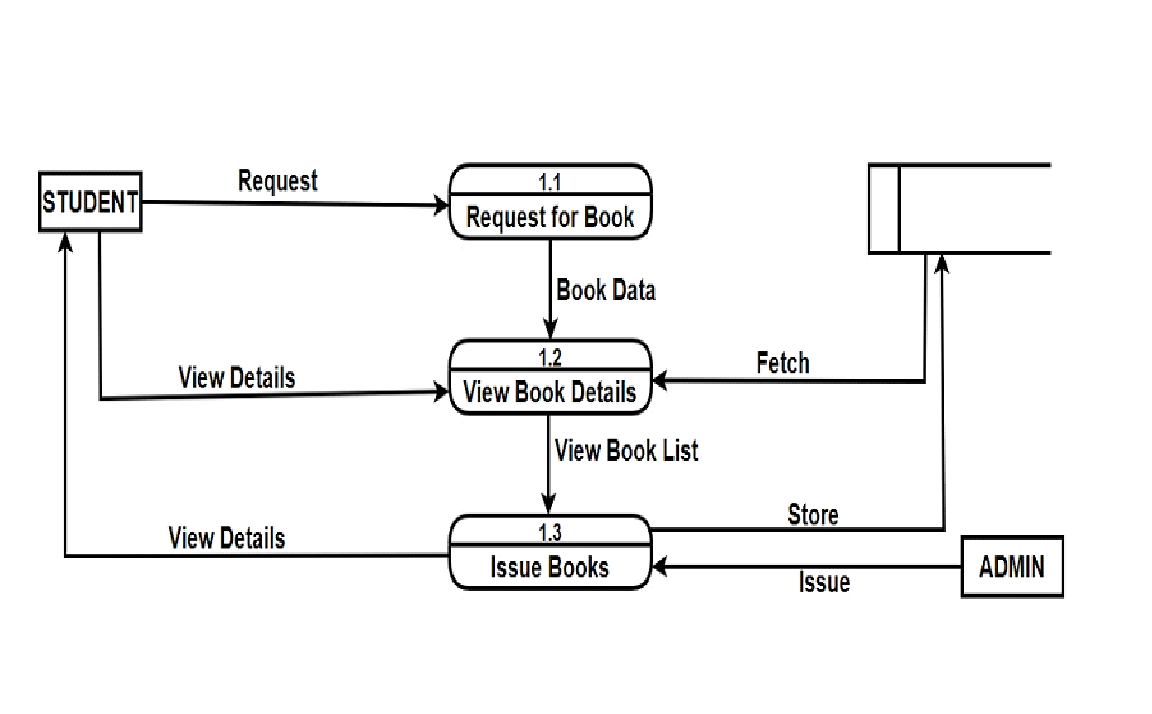 STUDENT
Request
1.1
Request for Book
Book Data
1.2
View Book Details
View Details
Fetch
View Book List
1.3
Issue Books
View Details
Store
Issue
ADMIN